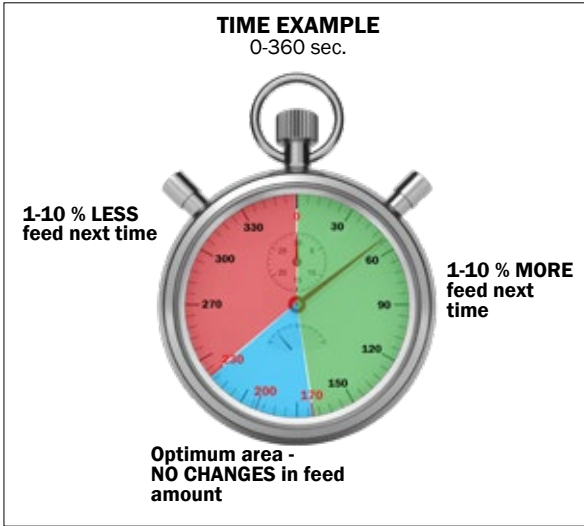 TIME EXAMPLE
0-360 sec.
1-10 % LESS
feed next time
1-10 % MORE
feed next
time
0
30
60
90
120
150
170
200
230
270
300
330
Optimum area -
NO CHANGES in feed
amount